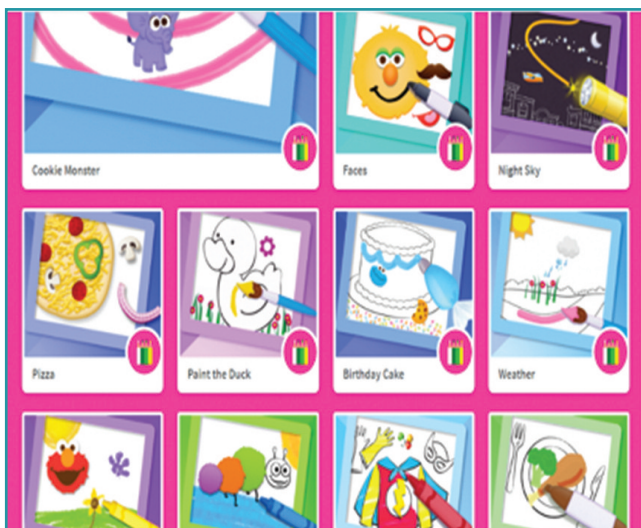 Cookie Monster
Faces
Night Sky
Pizza
Paint the Duck
Birthday Cake
Weather